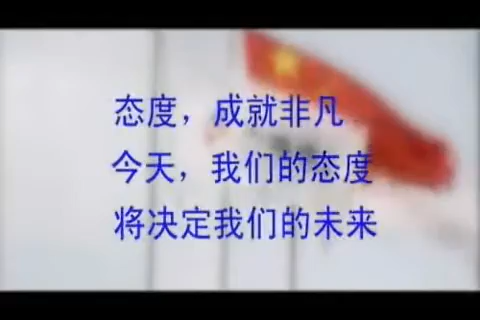 态度，成就非凡
今天，我们的态度
将决定我们的未来